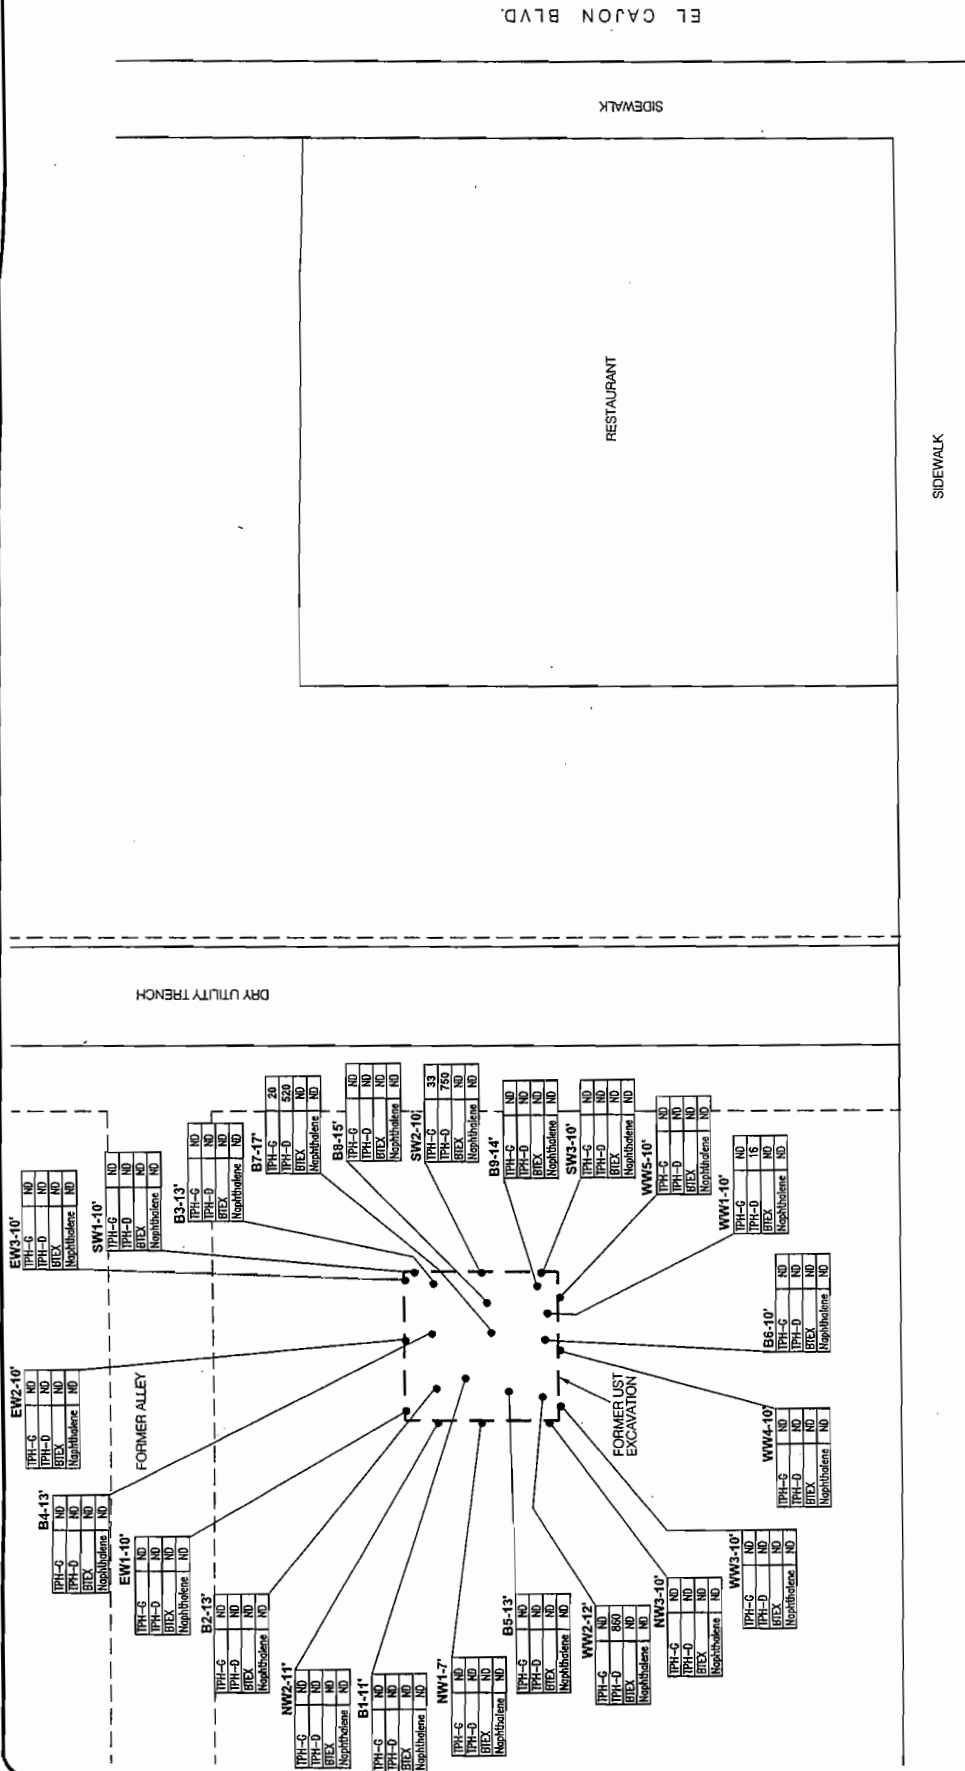 EL CAJON BLVD.
SIDEWALK
RESTAURANT
SIDEWALK
DRY UTILITY TRENCH
FORMER ALLEY
FORMER UST
EXCAVATION
EW3-10'
TPH-G ND
TPH-D ND
BTEX ND
Naphthalene ND
SW1-10'
TPH-G ND
TPH-D ND
BTEX ND
Naphthalene ND
B3-13'
TPH-G ND
TPH-D ND
BTEX ND
Naphthalene ND
B7-17'
TPH-G 20
TPH-D 520
BTEX ND
Naphthalene ND
B8-15'
TPH-G ND
TPH-D ND
BTEX ND
Naphthalene ND
SW2-10'
TPH-G 33
TPH-D 750
BTEX ND
Naphthalene ND
B9-14'
TPH-G ND
TPH-D ND
BTEX ND
Naphthalene ND
SW3-10'
TPH-G ND
TPH-D ND
BTEX ND
Naphthalene ND
WW5-10'
TPH-G ND
TPH-D ND
BTEX ND
Naphthalene ND
WW1-10'
TPH-G ND
TPH-D 16
BTEX ND
Naphthalene ND
B6-10'
TPH-G ND
TPH-D ND
BTEX ND
Naphthalene ND
EW2-10'
TPH-G ND
TPH-D ND
BTEX ND
Naphthalene ND
B4-13'
TPH-G ND
TPH-D ND
BTEX ND
Naphthalene ND
EW1-10'
TPH-G ND
TPH-D ND
BTEX ND
Naphthalene ND
B2-13'
TPH-G ND
TPH-D ND
BTEX ND
Naphthalene ND
NW2-11'
TPH-G ND
TPH-D ND
BTEX ND
Naphthalene ND
B1-11'
TPH-G ND
TPH-D ND
BTEX ND
Naphthalene ND
NW1-7'
TPH-G ND
TPH-D ND
BTEX ND
Naphthalene ND
B5-13'
TPH-G ND
TPH-D ND
BTEX ND
Naphthalene ND
WW2-12'
TPH-G ND
TPH-D 860
BTEX ND
Naphthalene ND
NW3-10'
TPH-G ND
TPH-D ND
BTEX ND
Naphthalene ND
WW3-10'
TPH-G ND
TPH-D ND
BTEX ND
Naphthalene ND
WW4-10'
TPH-G ND
TPH-D ND
BTEX ND
Naphthalene ND